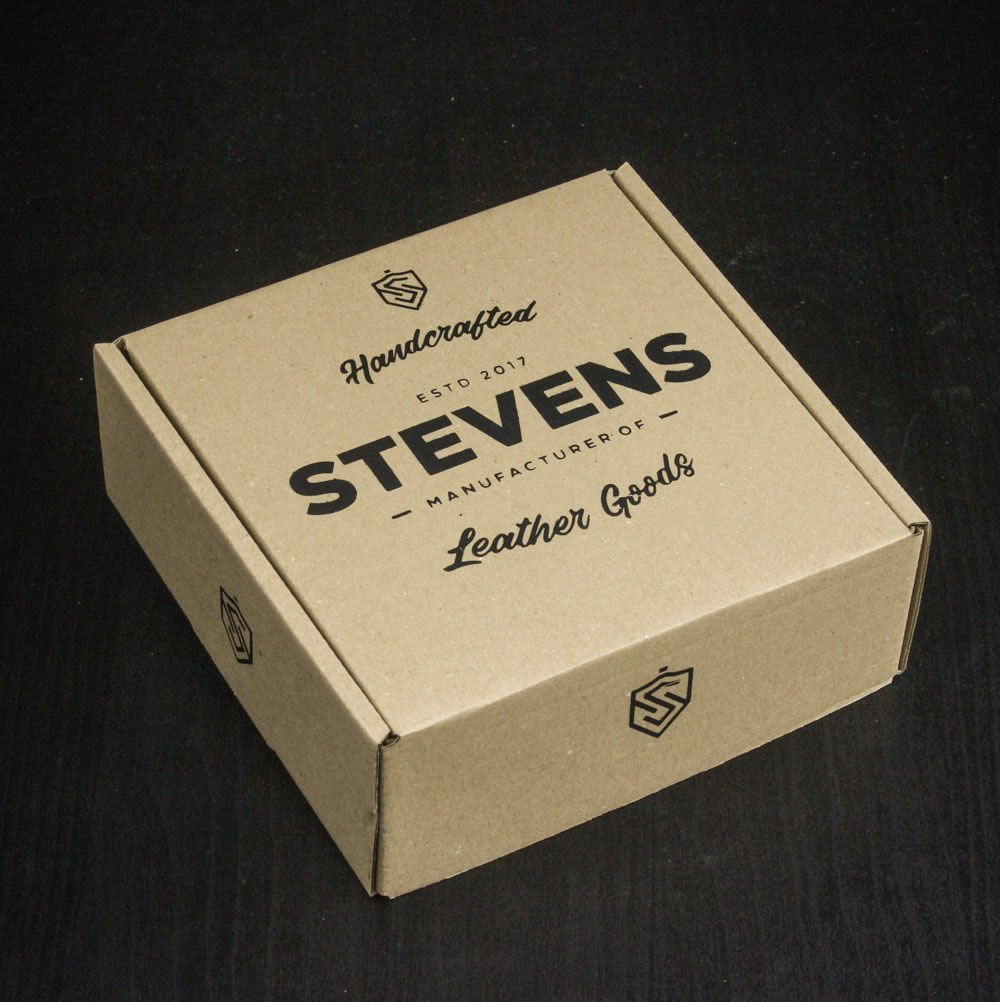 Handcrafted
ESTD 2017
STEVENS
— MANUFACTURER OF —
Leather Goods